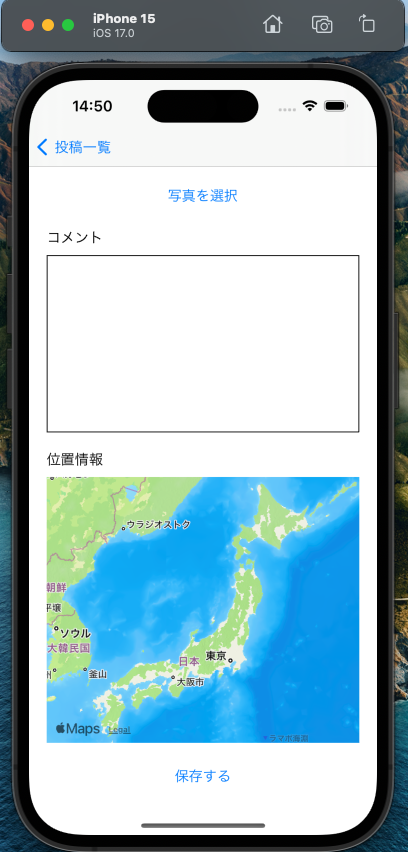 iPhone 15
iOS 17.0
14:50
投稿一覧
写真を選択
コメント
位置情報
ウラジオストク
朝鮮
平壌
ソウル
大韓民国
釜山
日本
東京
大阪市
Maps
Legal
保存する